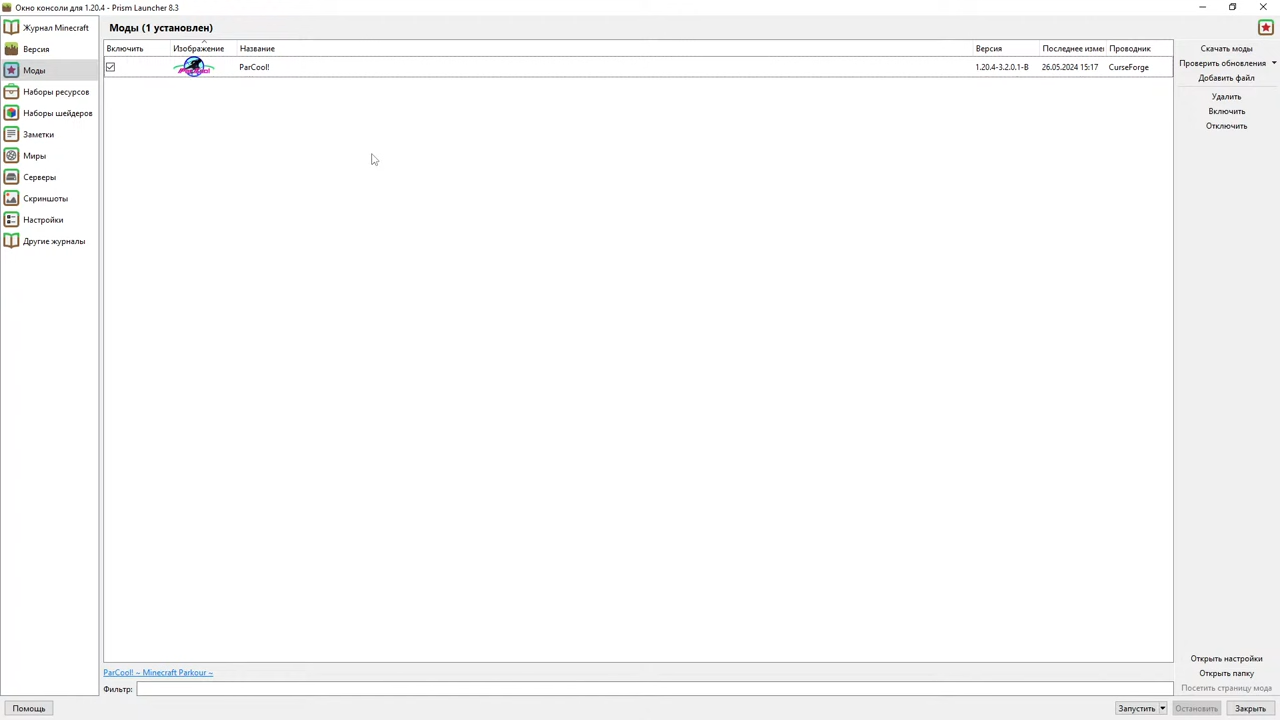 Окно консоли для 1.20.4 - Prism Launcher 8.3
Журнал Minecraft
Версия
Моды
Наборы ресурсов
Наборы шейдеров
Заметки
Миры
Серверы
Скриншоты
Настройки
Другие журналы
Моды (1 установлен)
Включить Изображение Название Версия Последнее измен Проводник
ParCool! 1.20.4-3.2.0.1-B 26.05.2024 15:17 CurseForge
Скачать моды
Проверить обновления
Добавить файл
Удалить
Включить
Отключить
Открыть настройки
Открыть папку
Посетить страницу мода
ParCool! ~ Minecraft Parkour ~
Фильтр:
Помощь
Запустить Остановить Закрыть